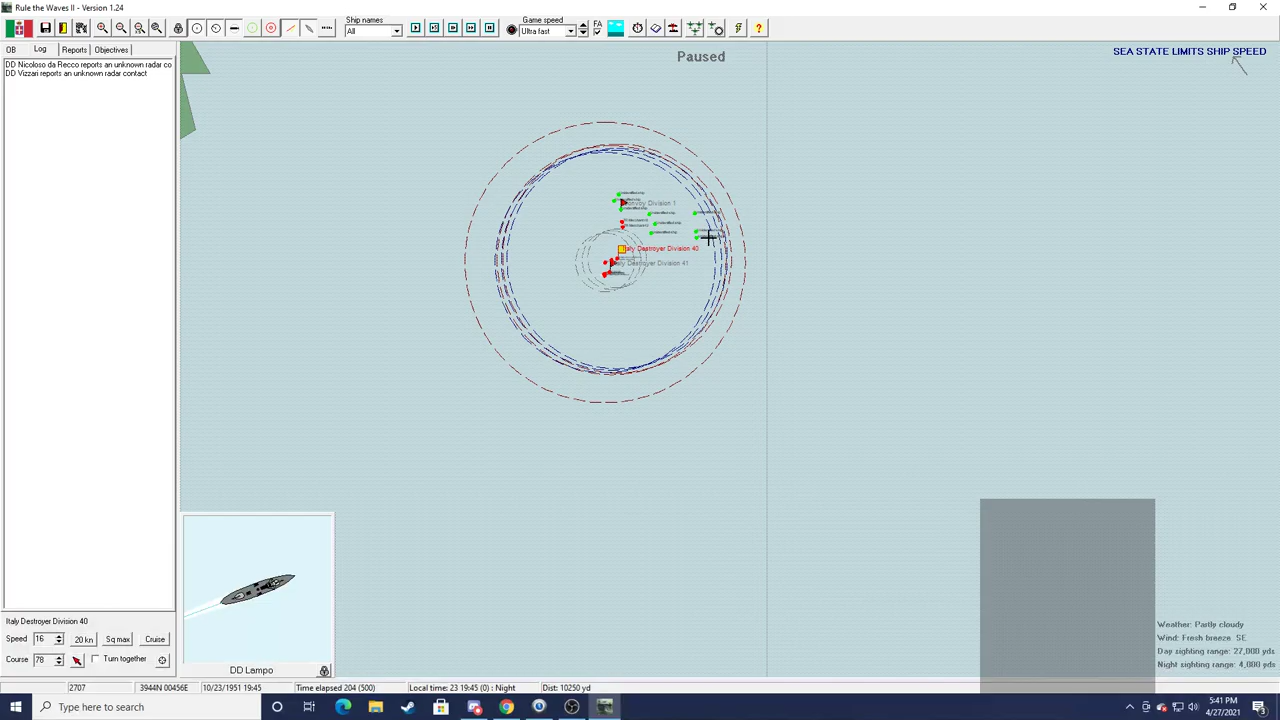 Rule the Waves II - Version 1.24
Ship names
All
Game speed
Ultra fast
FA
OB
Log
Reports
Objectives
DD Nicoloso da Recco reports an unknown radar co
DD Vizzari reports an unknown radar contact
Paused
SEA STATE LIMITS SHIP SPEED
Convoy Division 1
Italy Destroyer Division 40
Italy Destroyer Division 41
DD Lampo
Italy Destroyer Division 40
Speed 16 20 kn Sq max Cruise
Course 78 Turn together
Weather: Partly cloudy
Wind: Fresh breeze SE
Day sighting range: 27,000 yds
Night sighting range: 4,000 yds
2707 3944N 00456E 10/23/1951 19:45 Time elapsed 204 (500) Local time: 23 19:45 (0) : Night Dist: 10250 yd
Type here to search
5:41 PM
4/27/2021
3